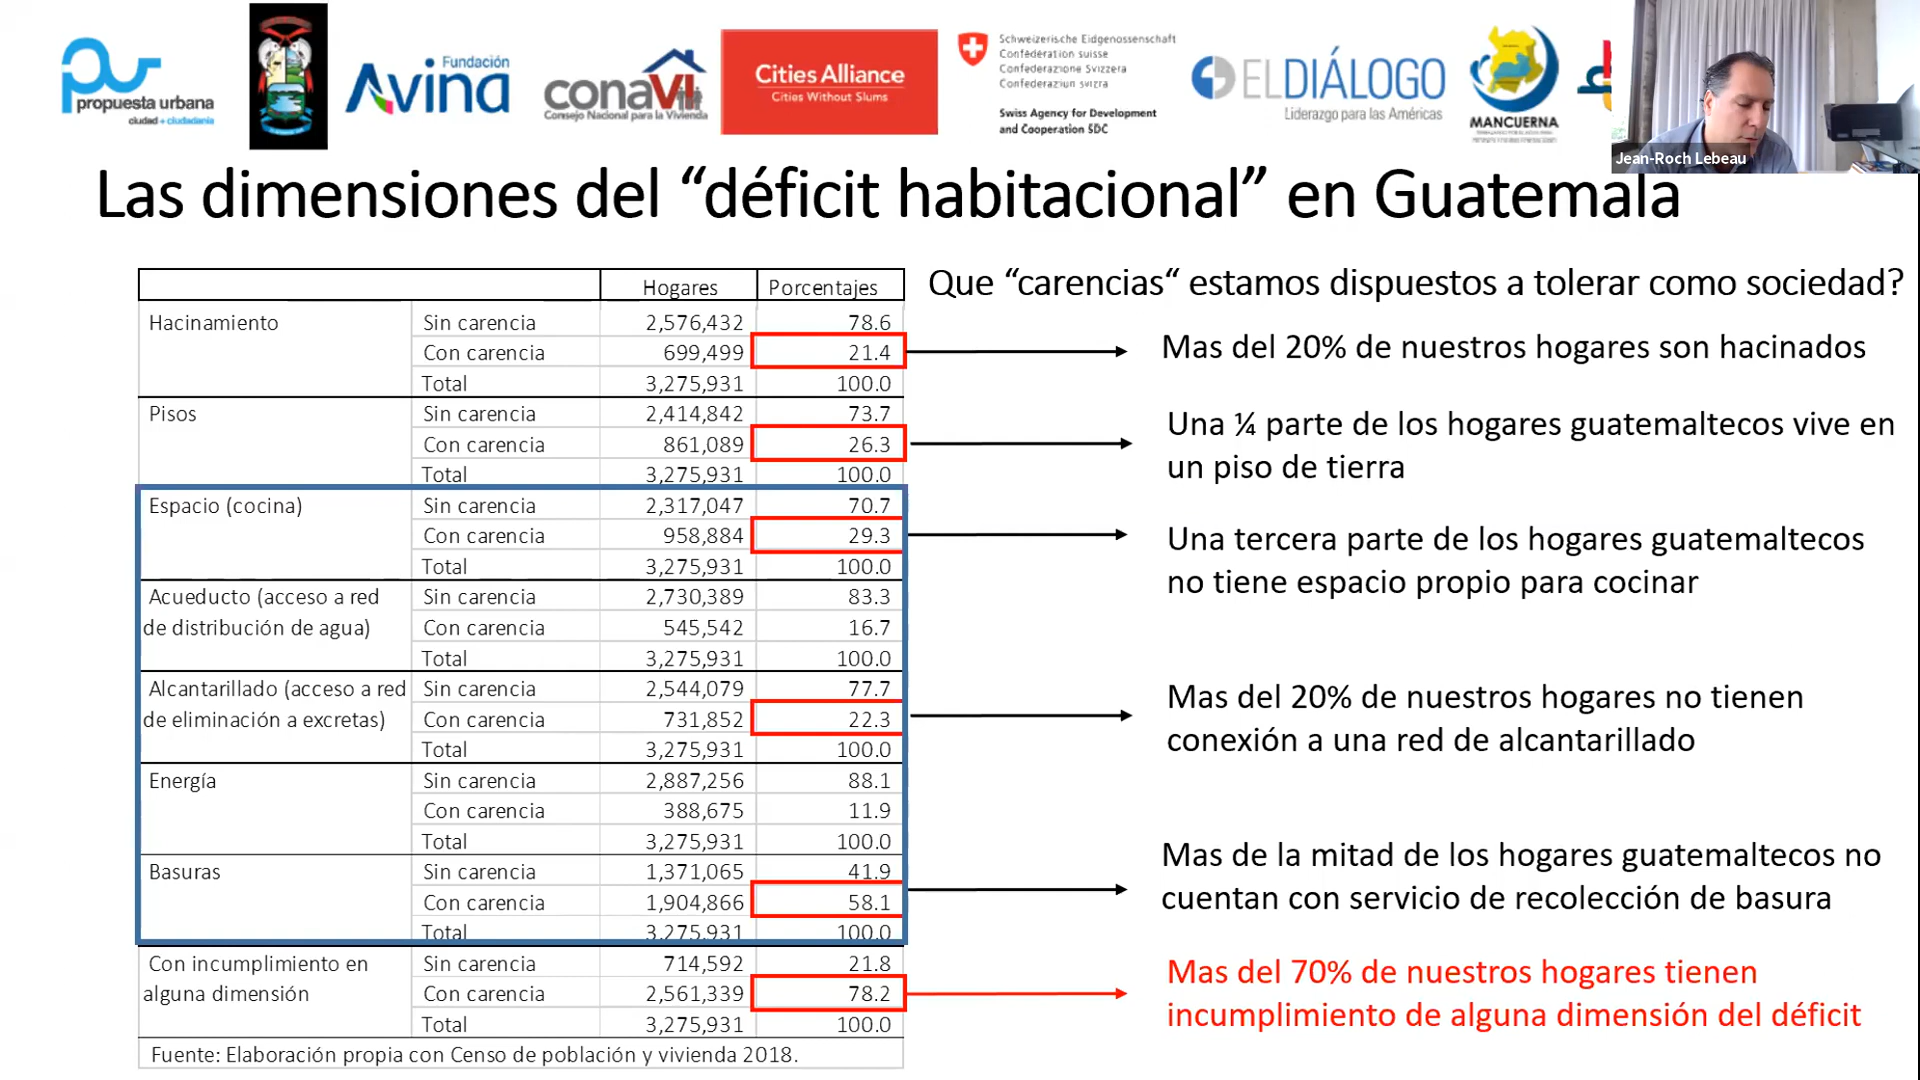 propuesta urbana
ciudad + ciudadanía
Fundación
Avina
conaVI
Consejo Nacional para la Vivienda
Cities Alliance
Cities Without Slums
Schweizerische Eidgenossenschaft
Confédération suisse
Confederazione Svizzera
Confederaziun svizra
Swiss Agency for Development
and Cooperation SDC
EL DIÁLOGO
Liderazgo para las Américas
MANCUERNA
Jean-Roch Lebeau
Las dimensiones del “déficit habitacional” en Guatemala
Hogares Porcentajes
Hacinamiento Sin carencia 2,576,432 78.6
Con carencia 699,499 21.4
Total 3,275,931 100.0
Pisos Sin carencia 2,414,842 73.7
Con carencia 861,089 26.3
Total 3,275,931 100.0
Espacio (cocina) Sin carencia 2,317,047 70.7
Con carencia 958,884 29.3
Total 3,275,931 100.0
Acueducto (acceso a red Sin carencia 2,730,389 83.3
de distribución de agua) Con carencia 545,542 16.7
Total 3,275,931 100.0
Alcantarillado (acceso a red Sin carencia 2,544,079 77.7
de eliminación a excretas) Con carencia 731,852 22.3
Total 3,275,931 100.0
Energía Sin carencia 2,887,256 88.1
Con carencia 388,675 11.9
Total 3,275,931 100.0
Basuras Sin carencia 1,371,065 41.9
Con carencia 1,904,866 58.1
Total 3,275,931 100.0
Con incumplimiento en Sin carencia 714,592 21.8
alguna dimensión Con carencia 2,561,339 78.2
Total 3,275,931 100.0
Fuente: Elaboración propia con Censo de población y vivienda 2018.
Que “carencias“ estamos dispuestos a tolerar como sociedad?
Mas del 20% de nuestros hogares son hacinados
Una ¼ parte de los hogares guatemaltecos vive en
un piso de tierra
Una tercera parte de los hogares guatemaltecos
no tiene espacio propio para cocinar
Mas del 20% de nuestros hogares no tienen
conexión a una red de alcantarillado
Mas de la mitad de los hogares guatemaltecos no
cuentan con servicio de recolección de basura
Mas del 70% de nuestros hogares tienen
incumplimiento de alguna dimensión del déficit